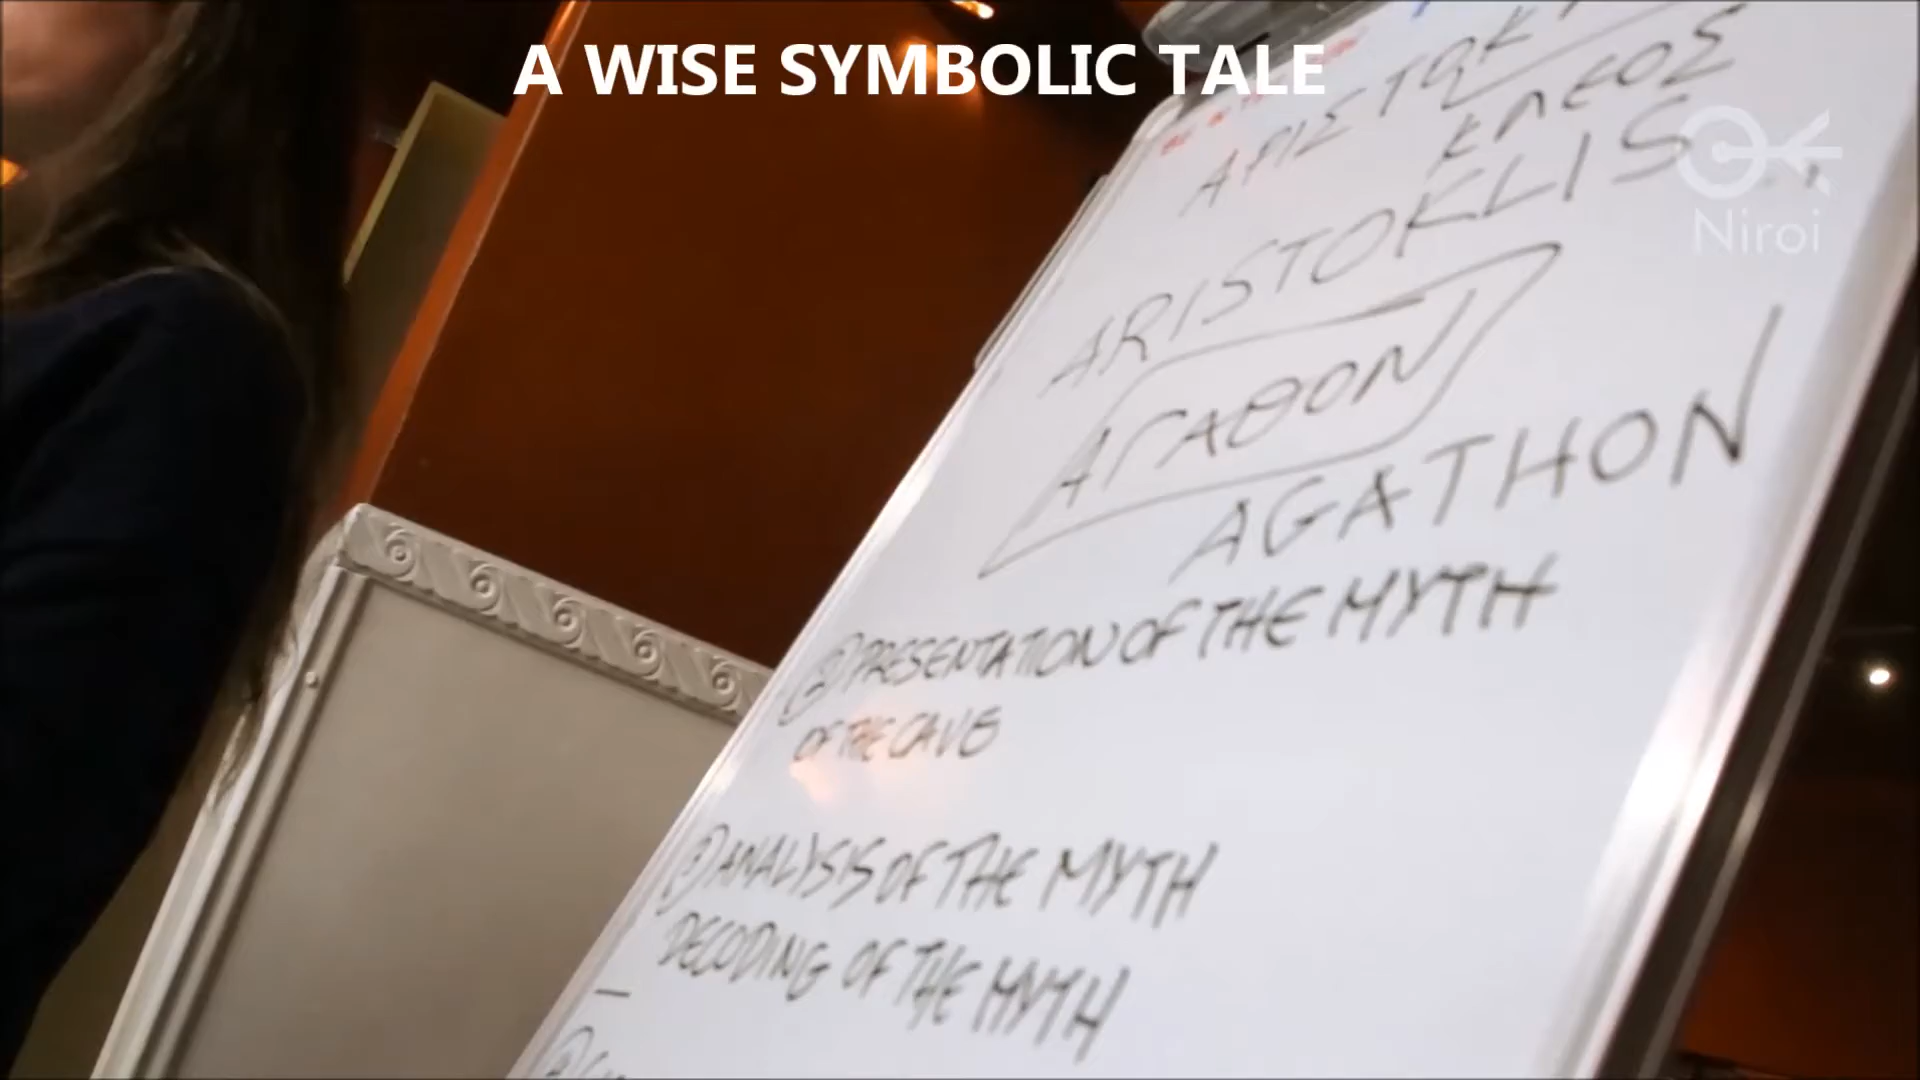 A WISE SYMBOLIC TALE
ΚΛΕΟΣ
ARISTOKLIS
Niroi
ΑΓΑΘΟΝ
AGATHON
② PRESENTATION OF THE MYTH
OF THE CAVE
ANALYSIS OF THE MYTH
DECODING OF THE MYTH